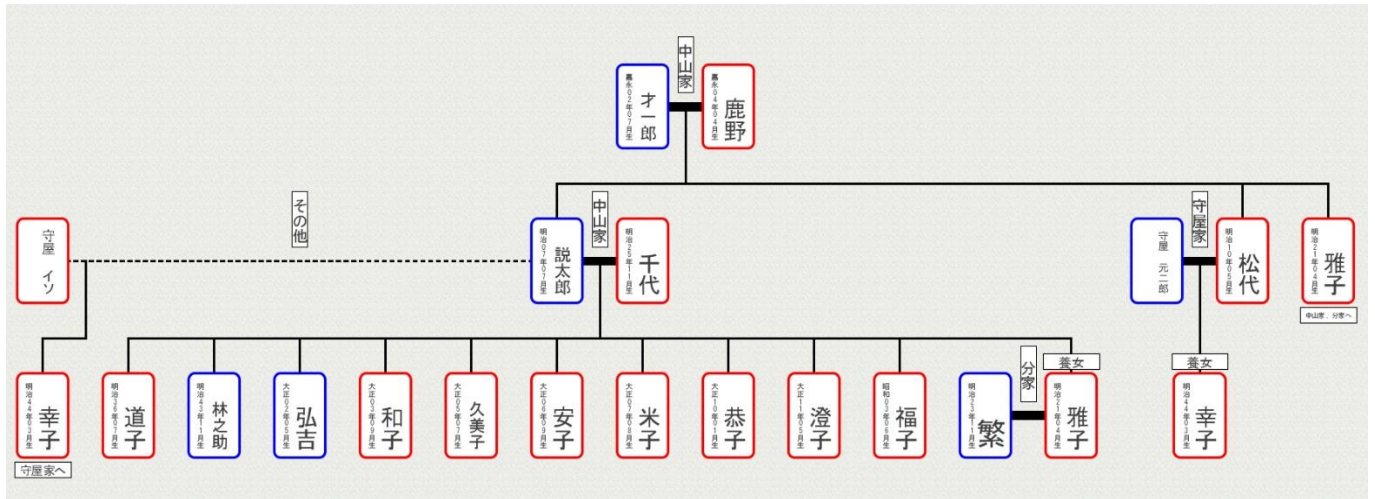 中山家
才一郎
嘉永02年07月生
鹿野
嘉永04年04月生
その他
中山家
守屋家
守屋 イソ
説太郎
明治07年07月生
千代
明治25年11月生
守屋 元二郎
松代
明治10年05月生
雅子
明治21年04月生
中山家、分家へ
分家
養女
養女
幸子
明治44年03月生
守屋家へ
道子
明治36年07月生
林之助
明治43年11月生
弘吉
大正02年05月生
和子
大正03年09月生
久美子
大正05年07月生
安子
大正06年09月生
米子
大正07年08月生
恭子
大正10年01月生
澄子
大正11年05月生
福子
昭和03年06月生
繁
明治23年11月生
雅子
明治21年04月生
幸子
明治44年03月生